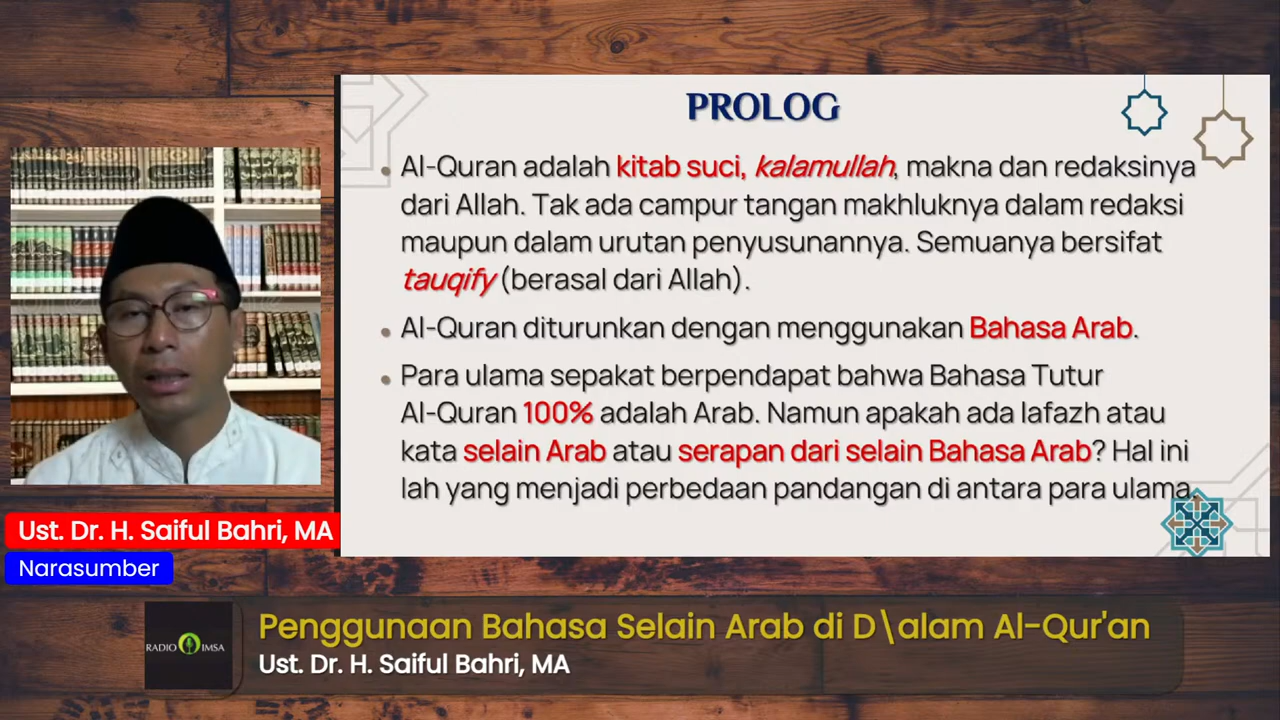 PROLOG
• Al-Quran adalah kitab suci, kalamullah, makna dan redaksinya
dari Allah. Tak ada campur tangan makhluknya dalam redaksi
maupun dalam urutan penyusunannya. Semuanya bersifat
tauqify (berasal dari Allah).
• Al-Quran diturunkan dengan menggunakan Bahasa Arab.
• Para ulama sepakat berpendapat bahwa Bahasa Tutur
Al-Quran 100% adalah Arab. Namun apakah ada lafazh atau
kata selain Arab atau serapan dari selain Bahasa Arab? Hal ini
lah yang menjadi perbedaan pandangan di antara para ulama.
Ust. Dr. H. Saiful Bahri, MA
Narasumber
RADIO IMSA
Penggunaan Bahasa Selain Arab di D\alam Al-Qur'an
Ust. Dr. H. Saiful Bahri, MA